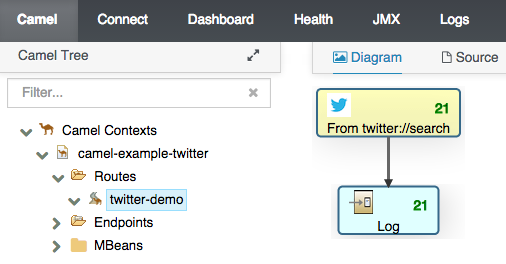 Camel Connect Dashboard Health JMX Logs
Camel Tree
Diagram Source
Filter...
Camel Contexts
camel-example-twitter
Routes
twitter-demo
Endpoints
MBeans
21
From twitter://search
21
Log